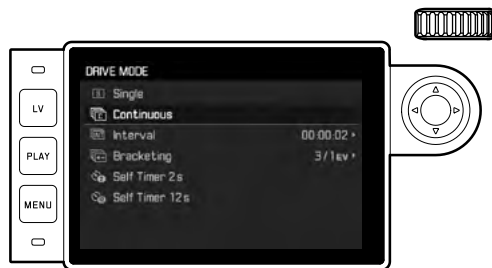 DRIVE MODE
Single
Continuous
Interval 00:00:02
Bracketing 3/1EV
Self Timer 2s
Self Timer 12s
LV
PLAY
MENU